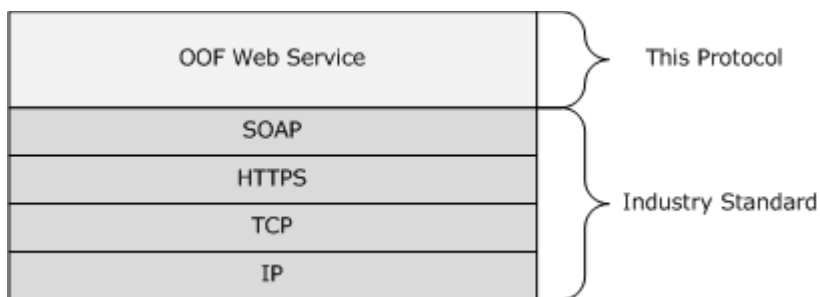 OOF Web Service
This Protocol
SOAP
HTTPS
TCP
IP
Industry Standard